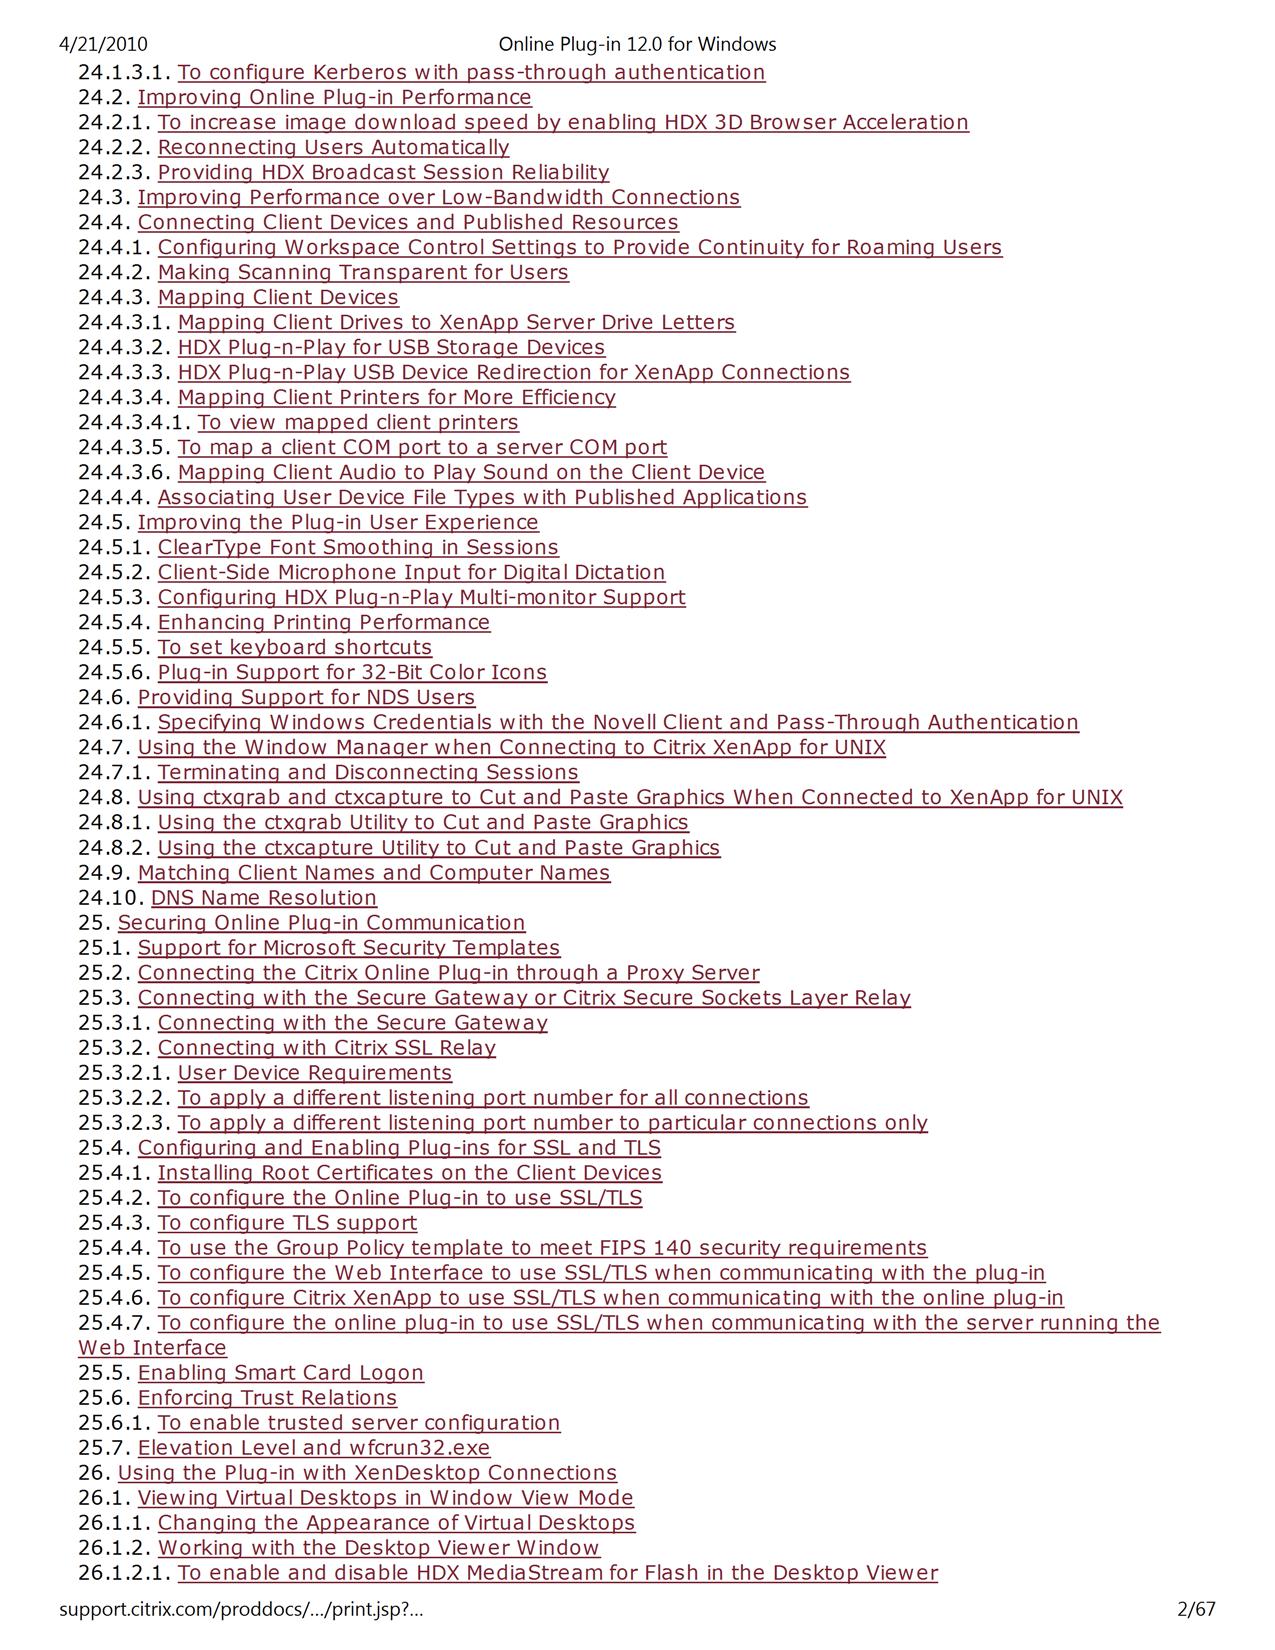 4/21/2010 Online Plug-in 12.0 for Windows
24.1.3.1. To configure Kerberos with pass-through authentication
24.2. Improving Online Plug-in Performance
24.2.1. To increase image download speed by enabling HDX 3D Browser Acceleration
24.2.2. Reconnecting Users Automatically
24.2.3. Providing HDX Broadcast Session Reliability
24.3. Improving Performance over Low-Bandwidth Connections
24.4. Connecting Client Devices and Published Resources
24.4.1. Configuring Workspace Control Settings to Provide Continuity for Roaming Users
24.4.2. Making Scanning Transparent for Users
24.4.3. Mapping Client Devices
24.4.3.1. Mapping Client Drives to XenApp Server Drive Letters
24.4.3.2. HDX Plug-n-Play for USB Storage Devices
24.4.3.3. HDX Plug-n-Play USB Device Redirection for XenApp Connections
24.4.3.4. Mapping Client Printers for More Efficiency
24.4.3.4.1. To view mapped client printers
24.4.3.5. To map a client COM port to a server COM port
24.4.3.6. Mapping Client Audio to Play Sound on the Client Device
24.4.4. Associating User Device File Types with Published Applications
24.5. Improving the Plug-in User Experience
24.5.1. ClearType Font Smoothing in Sessions
24.5.2. Client-Side Microphone Input for Digital Dictation
24.5.3. Configuring HDX Plug-n-Play Multi-monitor Support
24.5.4. Enhancing Printing Performance
24.5.5. To set keyboard shortcuts
24.5.6. Plug-in Support for 32-Bit Color Icons
24.6. Providing Support for NDS Users
24.6.1. Specifying Windows Credentials with the Novell Client and Pass-Through Authentication
24.7. Using the Window Manager when Connecting to Citrix XenApp for UNIX
24.7.1. Terminating and Disconnecting Sessions
24.8. Using ctxgrab and ctxcapture to Cut and Paste Graphics When Connected to XenApp for UNIX
24.8.1. Using the ctxgrab Utility to Cut and Paste Graphics
24.8.2. Using the ctxcapture Utility to Cut and Paste Graphics
24.9. Matching Client Names and Computer Names
24.10. DNS Name Resolution
25. Securing Online Plug-in Communication
25.1. Support for Microsoft Security Templates
25.2. Connecting the Citrix Online Plug-in through a Proxy Server
25.3. Connecting with the Secure Gateway or Citrix Secure Sockets Layer Relay
25.3.1. Connecting with the Secure Gateway
25.3.2. Connecting with Citrix SSL Relay
25.3.2.1. User Device Requirements
25.3.2.2. To apply a different listening port number for all connections
25.3.2.3. To apply a different listening port number to particular connections only
25.4. Configuring and Enabling Plug-ins for SSL and TLS
25.4.1. Installing Root Certificates on the Client Devices
25.4.2. To configure the Online Plug-in to use SSL/TLS
25.4.3. To configure TLS support
25.4.4. To use the Group Policy template to meet FIPS 140 security requirements
25.4.5. To configure the Web Interface to use SSL/TLS when communicating with the plug-in
25.4.6. To configure Citrix XenApp to use SSL/TLS when communicating with the online plug-in
25.4.7. To configure the online plug-in to use SSL/TLS when communicating with the server running the
Web Interface
25.5. Enabling Smart Card Logon
25.6. Enforcing Trust Relations
25.6.1. To enable trusted server configuration
25.7. Elevation Level and wfcrun32.exe
26. Using the Plug-in with XenDesktop Connections
26.1. Viewing Virtual Desktops in Window View Mode
26.1.1. Changing the Appearance of Virtual Desktops
26.1.2. Working with the Desktop Viewer Window
26.1.2.1. To enable and disable HDX MediaStream for Flash in the Desktop Viewer
support.citrix.com/proddocs/.../print.jsp?... 2/67